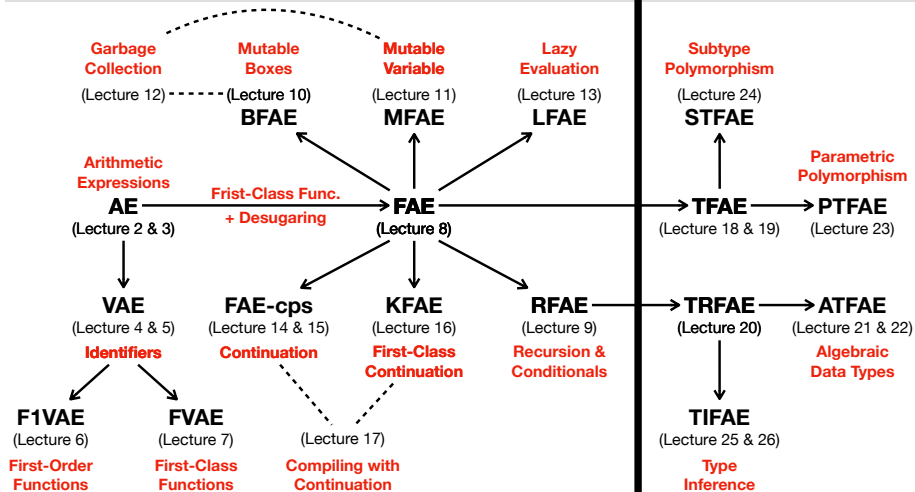 Garbage
Collection
(Lecture 12)
Mutable
Boxes
(Lecture 10)
BFAE
Mutable
Variable
(Lecture 11)
MFAE
Lazy
Evaluation
(Lecture 13)
LFAE
Subtype
Polymorphism
(Lecture 24)
STFAE
Arithmetic
Expressions
AE
(Lecture 2 & 3)
Frist-Class Func.
+ Desugaring
FAE
(Lecture 8)
TFAE
(Lecture 18 & 19)
Parametric
Polymorphism
PTFAE
(Lecture 23)
VAE
(Lecture 4 & 5)
Identifiers
FAE-cps
(Lecture 14 & 15)
Continuation
KFAE
(Lecture 16)
First-Class
Continuation
RFAE
(Lecture 9)
Recursion &
Conditionals
TRFAE
(Lecture 20)
ATFAE
(Lecture 21 & 22)
Algebraic
Data Types
F1VAE
(Lecture 6)
First-Order
Functions
FVAE
(Lecture 7)
First-Class
Functions
(Lecture 17)
Compiling with
Continuation
TIFAE
(Lecture 25 & 26)
Type
Inference